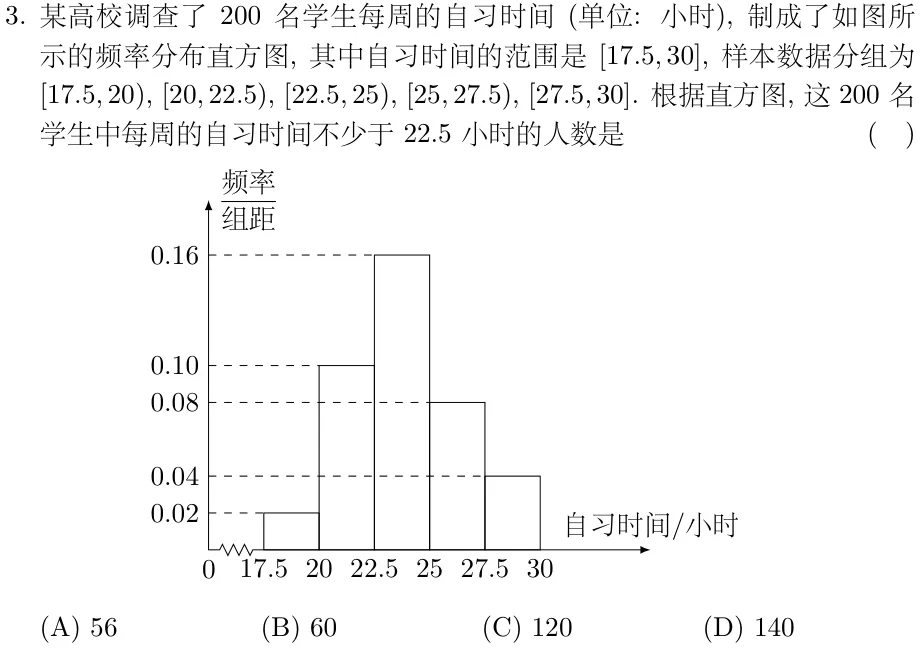 3. 某高校调查了 200 名学生每周的自习时间 (单位: 小时), 制成了如图所
示的频率分布直方图, 其中自习时间的范围是 [17.5, 30], 样本数据分组为
[17.5, 20), [20, 22.5), [22.5, 25), [25, 27.5), [27.5, 30]. 根据直方图, 这 200 名
学生中每周的自习时间不少于 22.5 小时的人数是 ( )
频率
组距
0.16
0.10
0.08
0.04
0.02
自习时间/小时
0 17.5 20 22.5 25 27.5 30
(A) 56 (B) 60 (C) 120 (D) 140